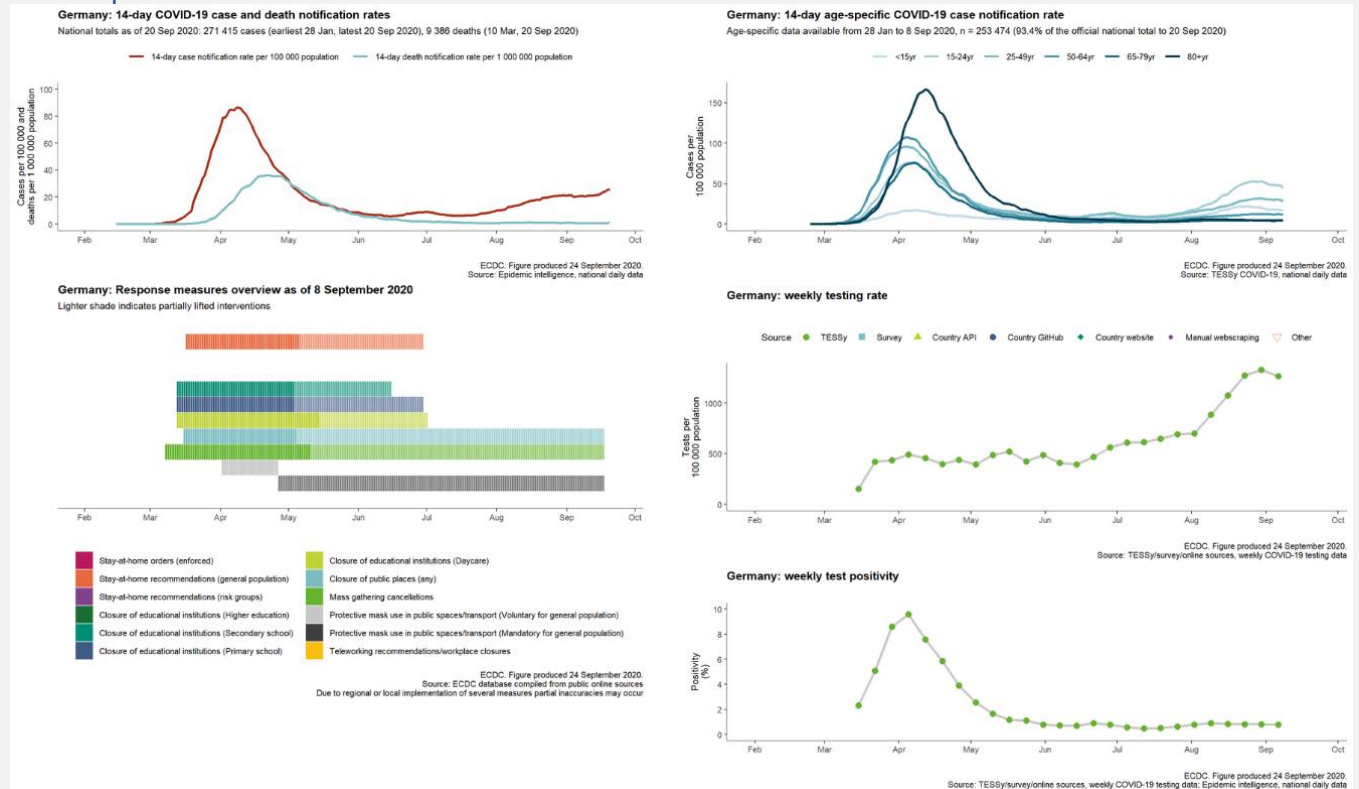 Germany: 14-day COVID-19 case and death notification rates
National totals as of 20 Sep 2020: 271 415 cases (earliest 28 Jan, latest 20 Sep 2020), 9 386 deaths (10 Mar, 20 Sep 2020)
14-day case notification rate per 100 000 population
14-day death notification rate per 1 000 000 population
Cases per 100 000 and
deaths per 1 000 000 population
100
80
60
40
20
0
Feb Mar Apr May Jun Jul Aug Sep Oct
ECDC. Figure produced 24 September 2020.
Source: Epidemic intelligence, national daily data
Germany: Response measures overview as of 8 September 2020
Lighter shade indicates partially lifted interventions
Feb Mar Apr May Jun Jul Aug Sep Oct
Stay-at-home orders (enforced)
Stay-at-home recommendations (general population)
Stay-at-home recommendations (risk groups)
Closure of educational institutions (Higher education)
Closure of educational institutions (Secondary school)
Closure of educational institutions (Primary school)
Closure of educational institutions (Daycare)
Closure of public places (any)
Mass gathering cancellations
Protective mask use in public spaces/transport (Voluntary for general population)
Protective mask use in public spaces/transport (Mandatory for general population)
Teleworking recommendations/workplace closures
ECDC. Figure produced 24 September 2020.
Source: ECDC database compiled from public online sources
Due to regional or local implementation of several measures partial inaccuracies may occur
Germany: 14-day age-specific COVID-19 case notification rate
Age-specific data available from 28 Jan to 8 Sep 2020, n = 253 474 (93.4% of the official national total to 20 Sep 2020)
<15yr 15-24yr 25-49yr 50-64yr 65-79yr 80+yr
Cases per
100 000 population
150
100
50
0
Feb Mar Apr May Jun Jul Aug Sep Oct
ECDC. Figure produced 24 September 2020.
Source: TESSy COVID-19, national daily data
Germany: weekly testing rate
Source TESSy Survey Country API Country GitHub Country website Manual webscraping Other
Tests per
100 000 population
1000
500
0
Feb Mar Apr May Jun Jul Aug Sep Oct
ECDC. Figure produced 24 September 2020.
Source: TESSy/survey/online sources, weekly COVID-19 testing data
Germany: weekly test positivity
Positivity
(%)
10
8
6
4
2
0
Feb Mar Apr May Jun Jul Aug Sep Oct
ECDC. Figure produced 24 September 2020.
Source: TESSy/survey/online sources, weekly COVID-19 testing data; Epidemic intelligence, national daily data